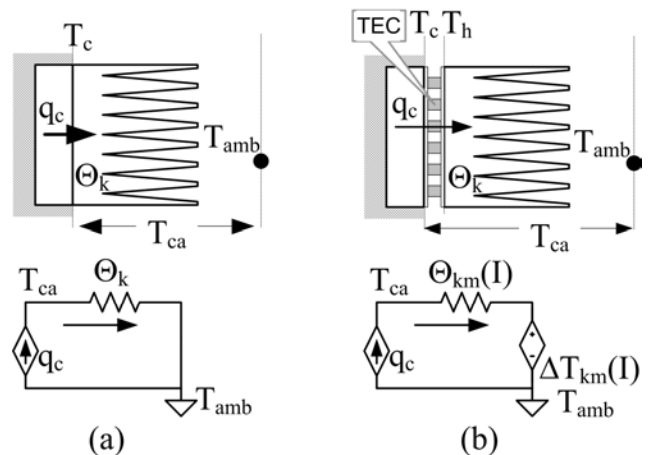 T_c
q_c
Θ_k
T_amb
T_ca
T_ca
Θ_k
q_c
T_amb
(a)
TEC
T_c T_h
q_c
Θ_k
T_amb
T_ca
T_ca
Θ_km(I)
q_c
+
-
ΔT_km(I)
T_amb
(b)